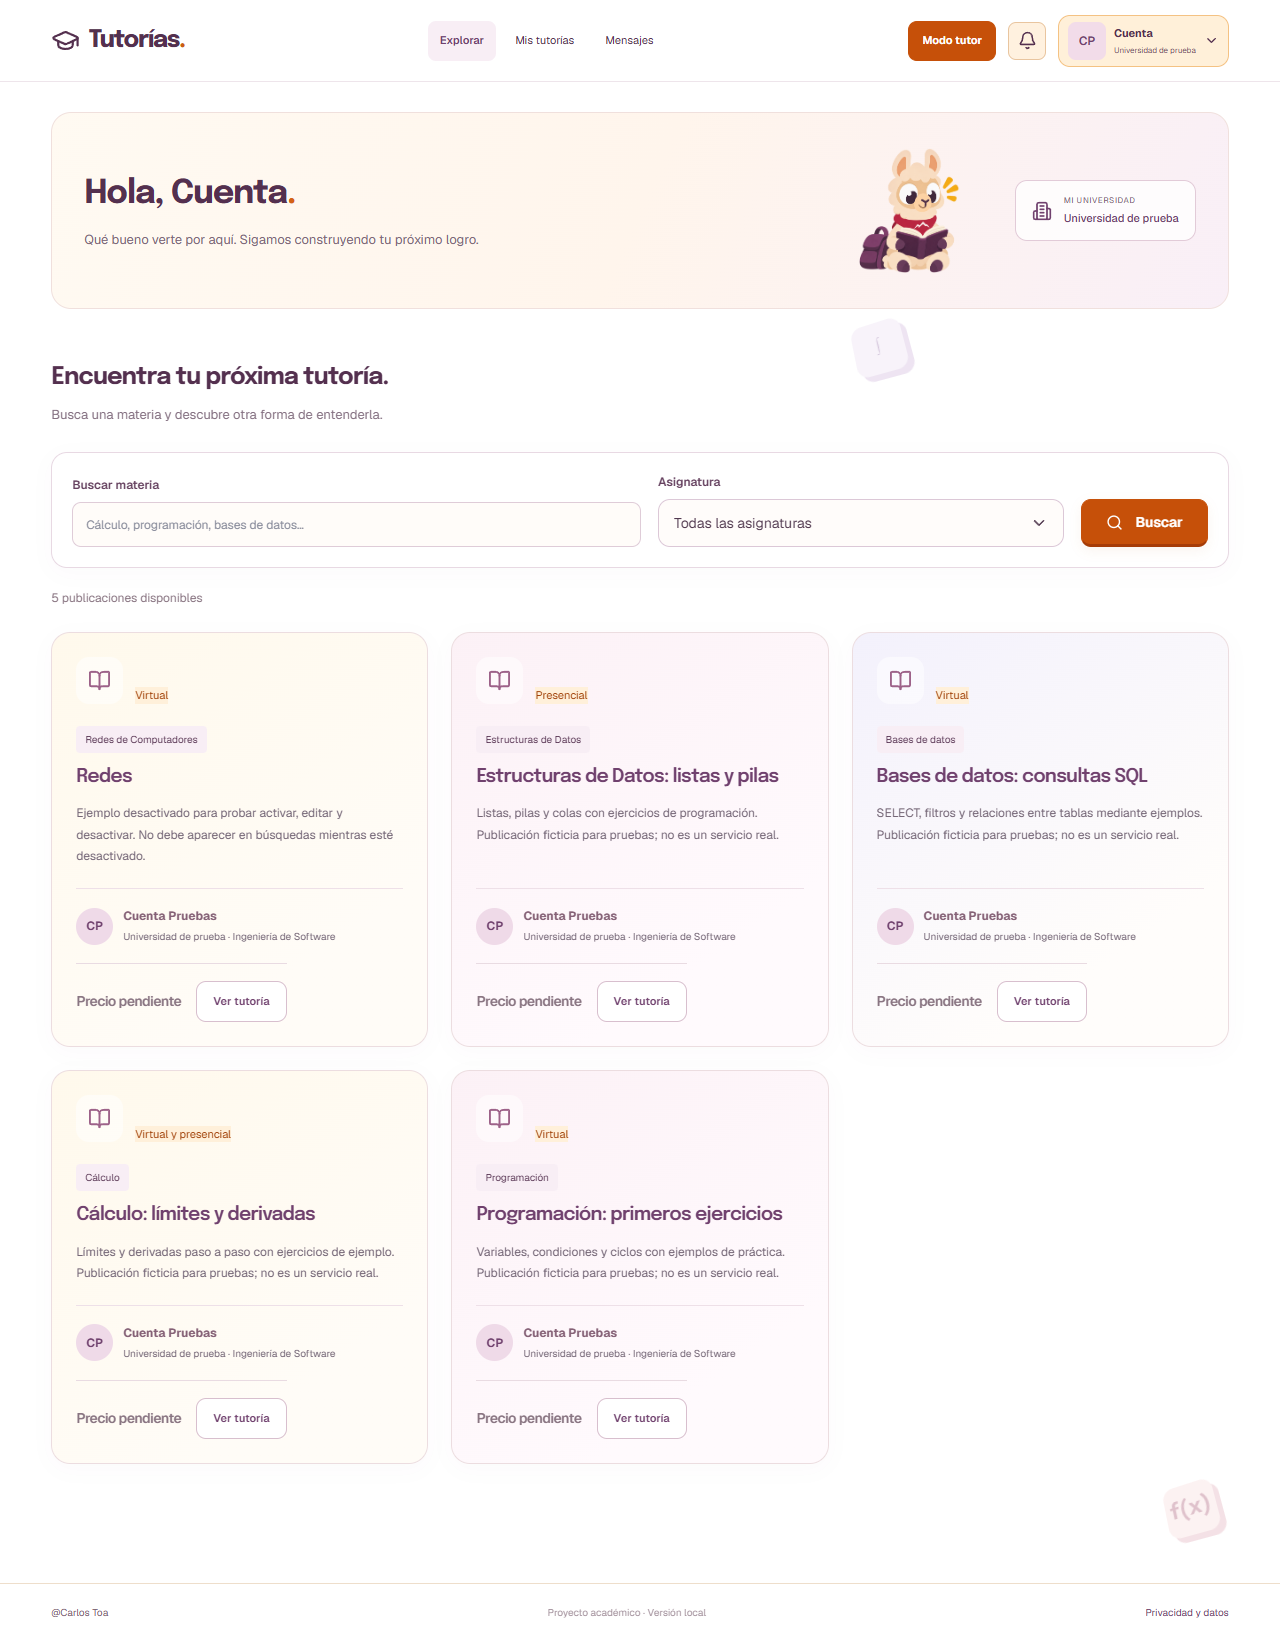 Tutorías.
Explorar
Mis tutorías
Mensajes
Modo tutor
CP
Cuenta
Universidad de prueba
Hola, Cuenta.
Qué bueno verte por aquí. Sigamos construyendo tu próximo logro.
MI UNIVERSIDAD
Universidad de prueba
∫
Encuentra tu próxima tutoría.
Busca una materia y descubre otra forma de entenderla.
Buscar materia
Cálculo, programación, bases de datos...
Asignatura
Todas las asignaturas
Buscar
5 publicaciones disponibles
Virtual
Redes de Computadores
Redes
Ejemplo desactivado para probar activar, editar y
desactivar. No debe aparecer en búsquedas mientras esté
desactivado.
CP
Cuenta Pruebas
Universidad de prueba · Ingeniería de Software
Precio pendiente
Ver tutoría
Presencial
Estructuras de Datos
Estructuras de Datos: listas y pilas
Listas, pilas y colas con ejercicios de programación.
Publicación ficticia para pruebas; no es un servicio real.
CP
Cuenta Pruebas
Universidad de prueba · Ingeniería de Software
Precio pendiente
Ver tutoría
Virtual
Bases de datos
Bases de datos: consultas SQL
SELECT, filtros y relaciones entre tablas mediante ejemplos.
Publicación ficticia para pruebas; no es un servicio real.
CP
Cuenta Pruebas
Universidad de prueba · Ingeniería de Software
Precio pendiente
Ver tutoría
Virtual y presencial
Cálculo
Cálculo: límites y derivadas
Límites y derivadas paso a paso con ejercicios de ejemplo.
Publicación ficticia para pruebas; no es un servicio real.
CP
Cuenta Pruebas
Universidad de prueba · Ingeniería de Software
Precio pendiente
Ver tutoría
Virtual
Programación
Programación: primeros ejercicios
Variables, condiciones y ciclos con ejemplos de práctica.
Publicación ficticia para pruebas; no es un servicio real.
CP
Cuenta Pruebas
Universidad de prueba · Ingeniería de Software
Precio pendiente
Ver tutoría
f(x)
@Carlos Toa
Proyecto académico · Versión local
Privacidad y datos